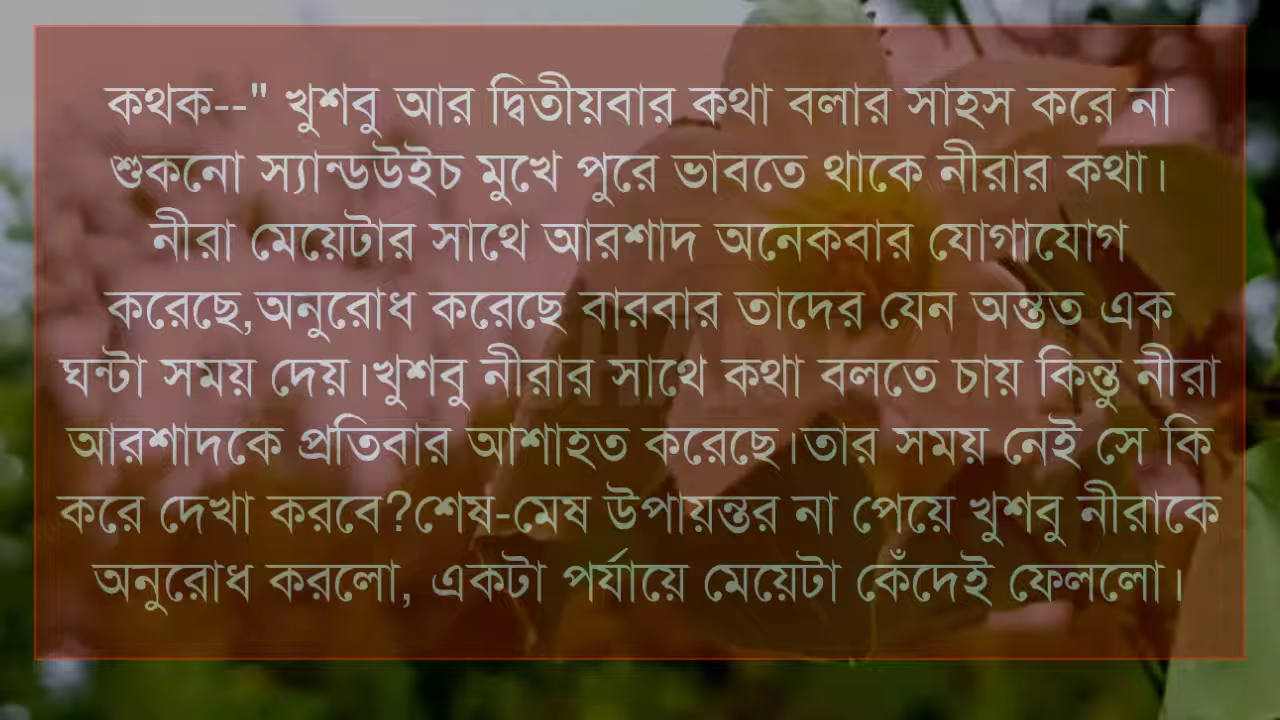 কথক--" খুশবু আর দ্বিতীয়বার কথা বলার সাহস করে না
শুকনো স্যান্ডউইচ মুখে পুরে ভাবতে থাকে নীরার কথা।
নীরা মেয়েটার সাথে আরশাদ অনেকবার যোগাযোগ
করেছে,অনুরোধ করেছে বারবার তাদের যেন অন্তত এক
ঘন্টা সময় দেয়।খুশবু নীরার সাথে কথা বলতে চায় কিন্তু নীরা
আরশাদকে প্রতিবার আশাহত করেছে।তার সময় নেই সে কি
করে দেখা করবে?শেষ-মেষ উপায়ন্তর না পেয়ে খুশবু নীরাকে
অনুরোধ করলো, একটা পর্যায়ে মেয়েটা কেঁদেই ফেললো।